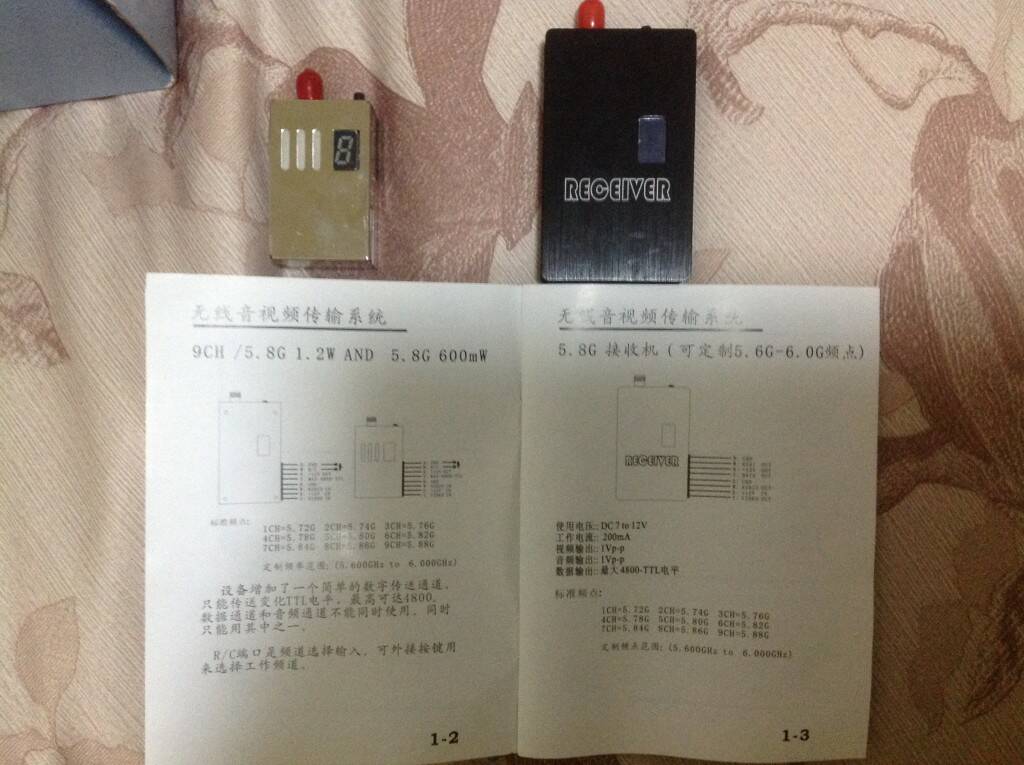 8
RECEIVER
无线音视频传输系统
9CH /5.8G 1.2W AND 5.8G 600mW
标准频点:
1CH=5.72G 2CH=5.74G 3CH=5.76G
4CH=5.78G 5CH=5.80G 6CH=5.82G
7CH=5.84G 8CH=5.86G 9CH=5.88G
定制频率范围: (5.600GHz to 6.000GHz)
设备增加了一个简单的数字传送通道,
只能传送变化TTL电平, 最高可达4800,
数据通道和音频通道不能同时使用, 同时
只能用其中之一,
R/C端口是频道选择输入, 可外接按键用
来选择工作频道,
1-2
无线音视频传输系统
5.8G 接收机 (可定制5.6G-6.0G频点)
RECEIVER
使用电压:: DC 7 to 12V
工作电流:: 200mA
视频输出:: 1Vp-p
音频输出:: 1Vp-p
数据输出:: 最大4800-TTL电平
标准频点:
1CH=5.72G 2CH=5.74G 3CH=5.76G
4CH=5.78G 5CH=5.80G 6CH=5.82G
7CH=5.84G 8CH=5.86G 9CH=5.88G
定制频点范围: (5.600GHz to 6.000GHz)
1-3